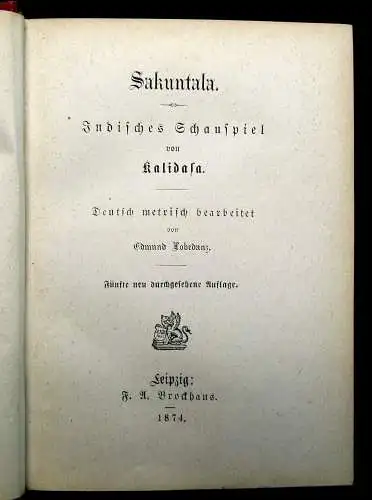 Sakuntala.
Indisches Schauspiel
von
Kalidasa.
Deutsch metrisch bearbeitet
von
Edmund Lobedanz.
Fünfte neu durchgesehene Auflage.
Leipzig:
F. A. Brockhaus.
1874.